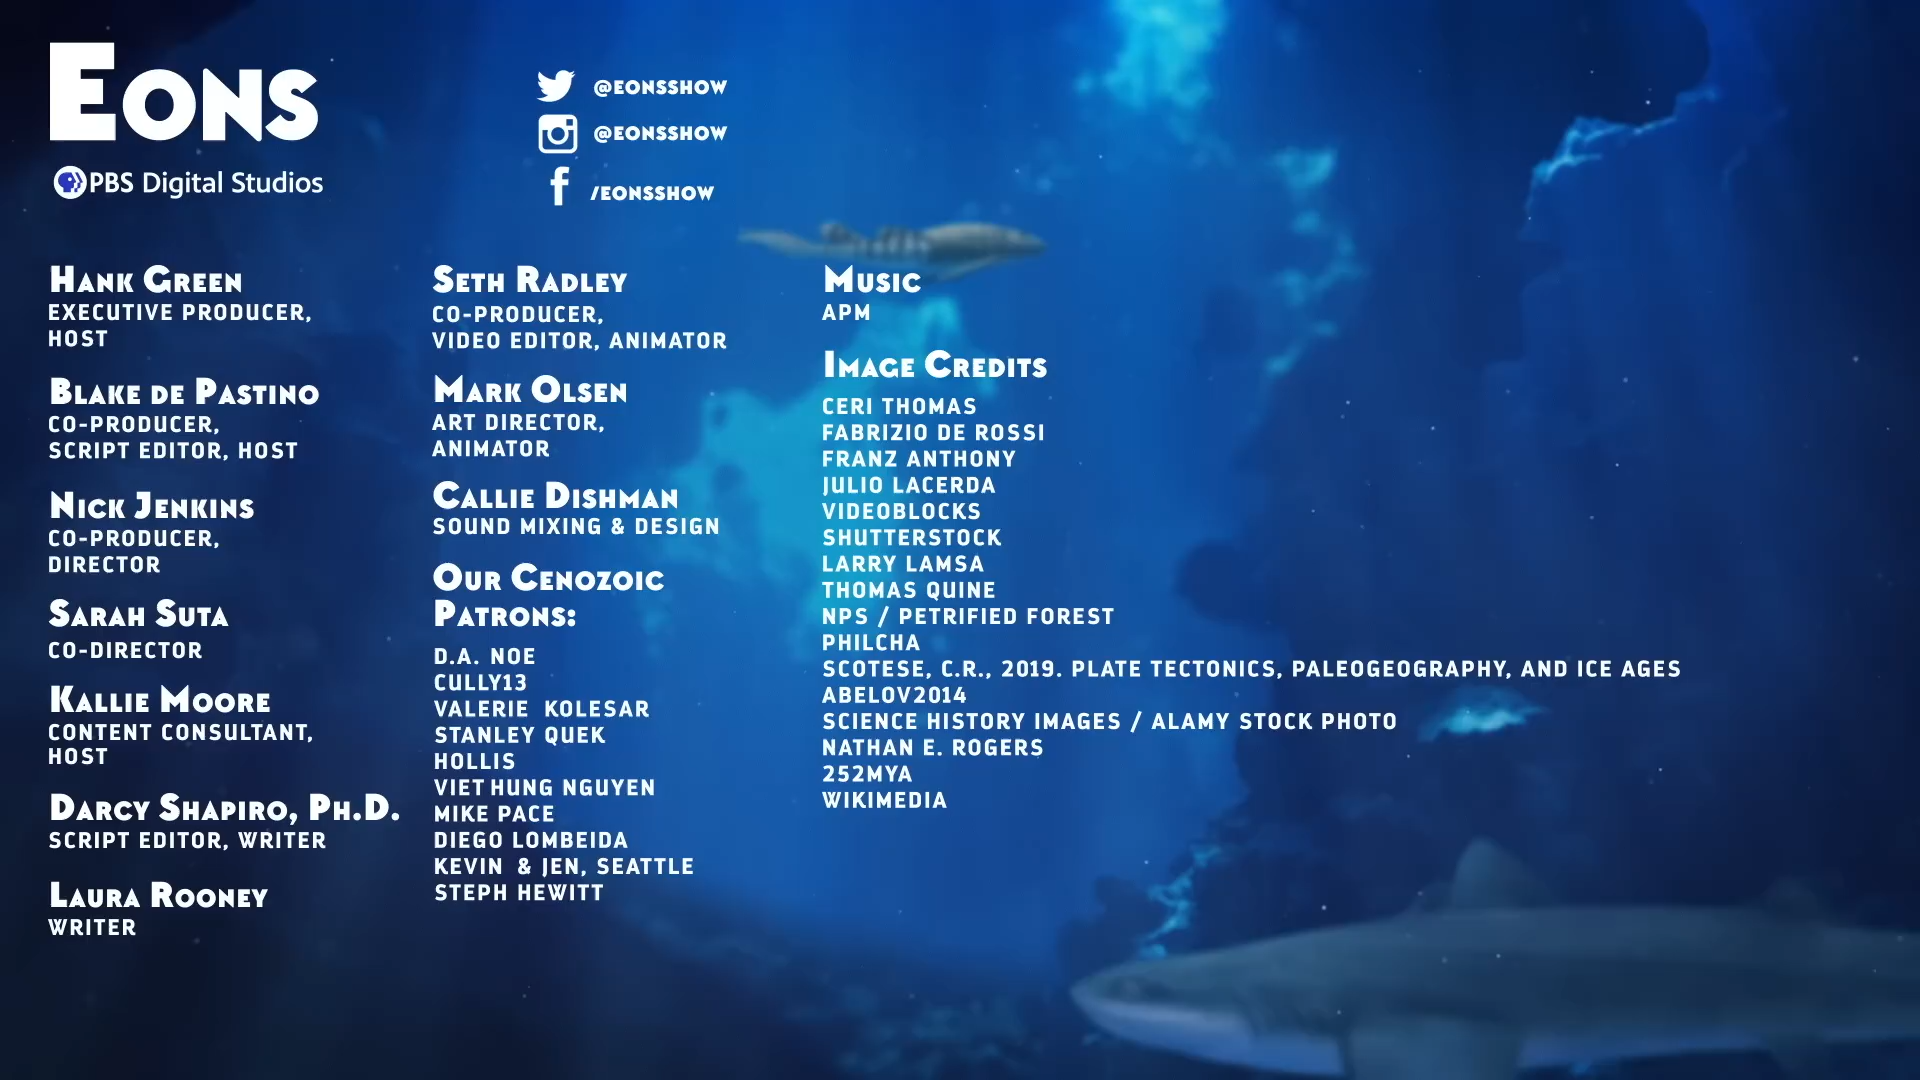 EONS
PBS Digital Studios
@EONSSHOW
@EONSSHOW
/EONSSHOW
HANK GREEN
EXECUTIVE PRODUCER,
HOST
BLAKE DE PASTINO
CO-PRODUCER,
SCRIPT EDITOR, HOST
NICK JENKINS
CO-PRODUCER,
DIRECTOR
SARAH SUTA
CO-DIRECTOR
KALLIE MOORE
CONTENT CONSULTANT,
HOST
DARCY SHAPIRO, PH.D.
SCRIPT EDITOR, WRITER
LAURA ROONEY
WRITER
SETH RADLEY
CO-PRODUCER,
VIDEO EDITOR, ANIMATOR
MARK OLSEN
ART DIRECTOR,
ANIMATOR
CALLIE DISHMAN
SOUND MIXING & DESIGN
OUR CENOZOIC
PATRONS:
D.A. NOE
CULLY13
VALERIE KOLESAR
STANLEY QUEK
HOLLIS
VIET HUNG NGUYEN
MIKE PACE
DIEGO LOMBEIDA
KEVIN & JEN, SEATTLE
STEPH HEWITT
MUSIC
APM
IMAGE CREDITS
CERI THOMAS
FABRIZIO DE ROSSI
FRANZ ANTHONY
JULIO LACERDA
VIDEOBLOCKS
SHUTTERSTOCK
LARRY LAMSA
THOMAS QUINE
NPS / PETRIFIED FOREST
PHILCHA
SCOTESE, C.R., 2019. PLATE TECTONICS, PALEOGEOGRAPHY, AND ICE AGES
ABELOV2014
SCIENCE HISTORY IMAGES / ALAMY STOCK PHOTO
NATHAN E. ROGERS
252MYA
WIKIMEDIA